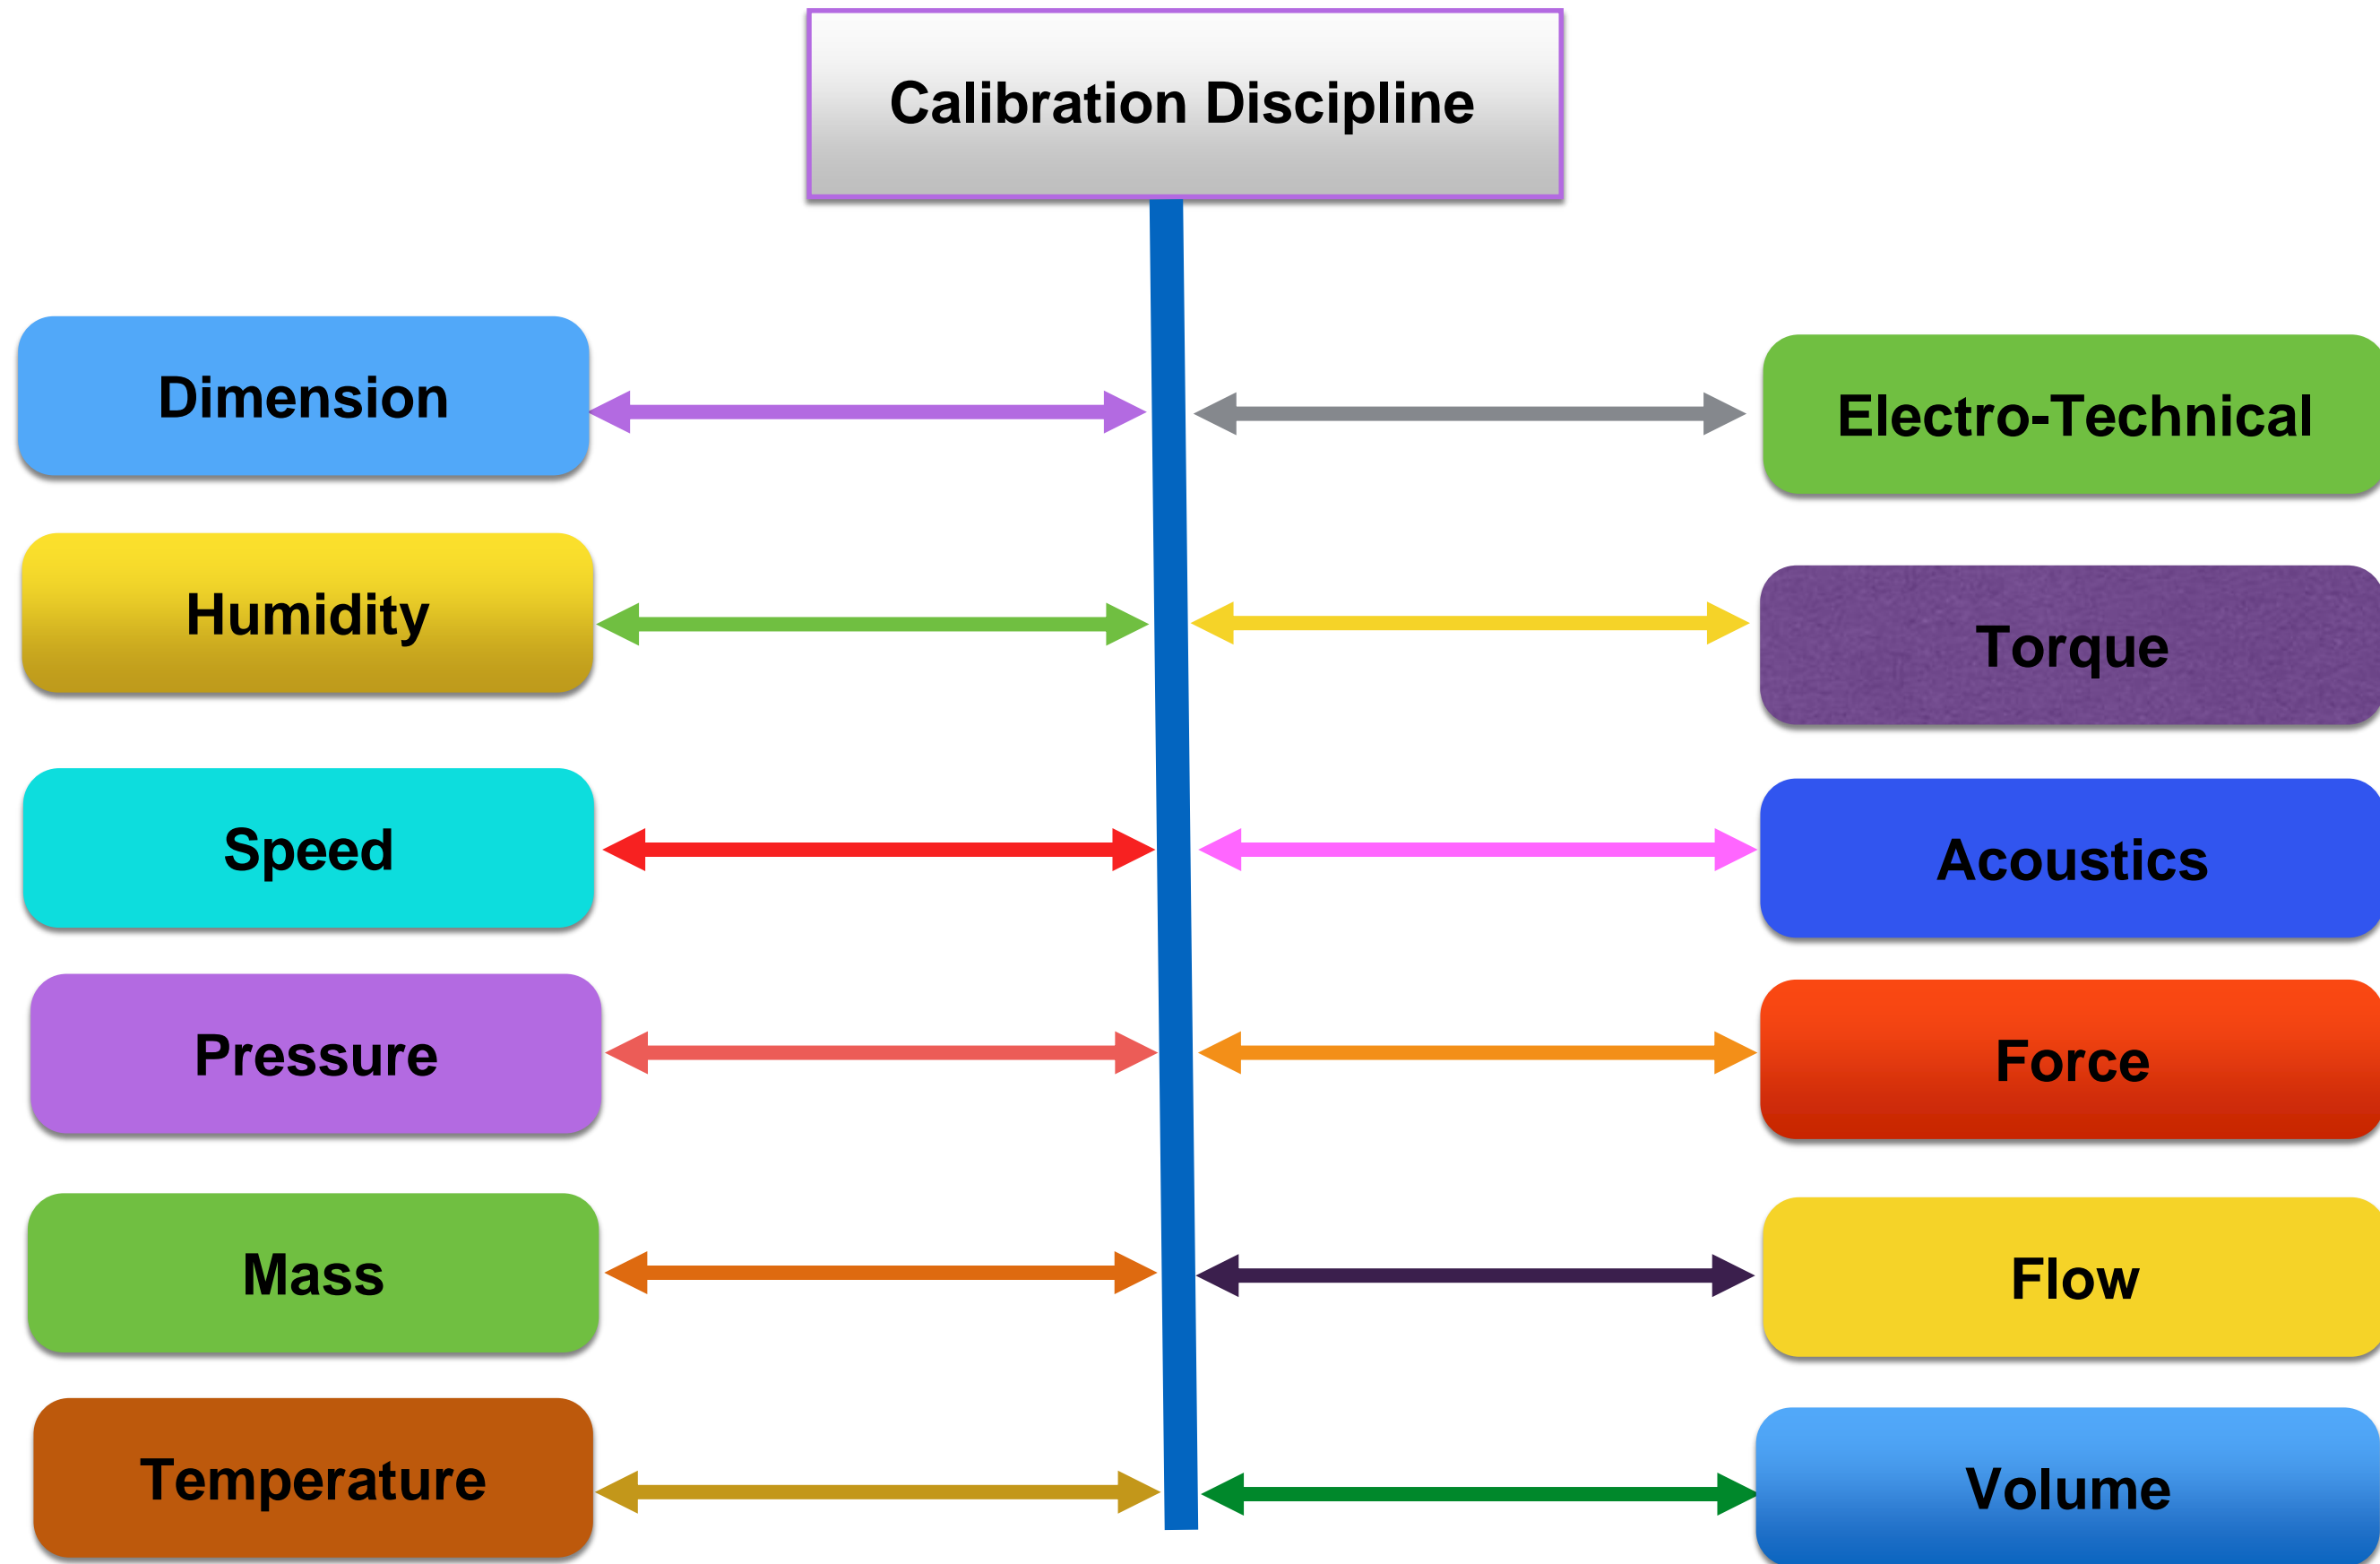 Calibration Discipline
Dimension
Electro-Technical
Humidity
Torque
Speed
Acoustics
Pressure
Force
Mass
Flow
Temperature
Volume